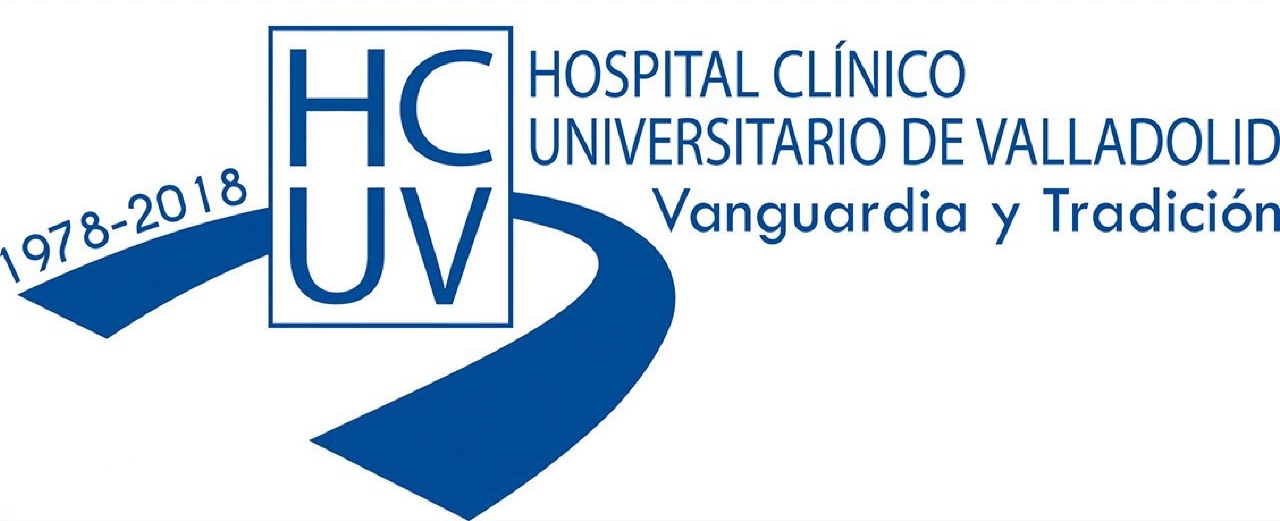 HC
UV
HOSPITAL CLÍNICO
UNIVERSITARIO DE VALLADOLID
Vanguardia y Tradición
1978-2018